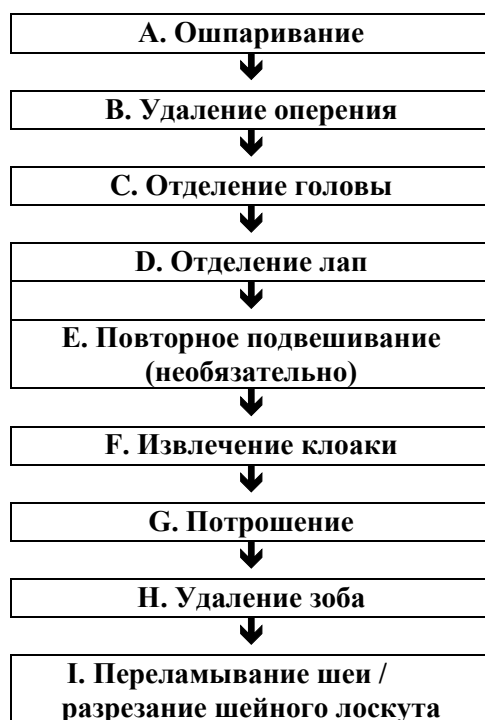 A. Ошпаривание
B. Удаление оперения
C. Отделение головы
D. Отделение лап
E. Повторное подвешивание
(необязательно)
F. Извлечение клоаки
G. Потрошение
H. Удаление зоба
I. Переламывание шеи /
разрезание шейного лоскута